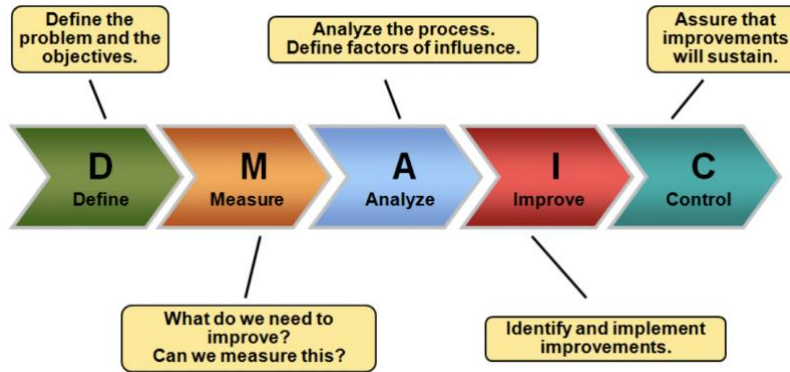 Define the
problem and the
objectives.
Analyze the process.
Define factors of influence.
Assure that
improvements
will sustain.
D
Define
M
Measure
A
Analyze
I
Improve
C
Control
What do we need to
improve?
Can we measure this?
Identify and implement
improvements.